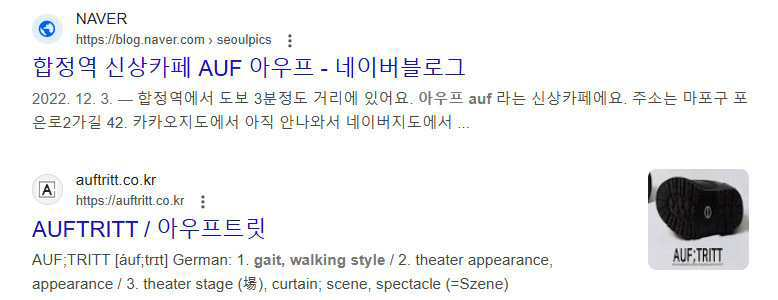 NAVER
https://blog.naver.com › seoulpics
합정역 신상카페 AUF 아우프 - 네이버블로그
2022. 12. 3. — 합정역에서 도보 3분정도 거리에 있어요. 아우프 auf 라는 신상카페에요. 주소는 마포구 포
은로2가길 42. 카카오지도에서 아직 안나와서 네이버지도에서 ...
A
auftritt.co.kr
https://auftritt.co.kr
AUFTRITT / 아우프트릿
AUF;TRITT [áuf;trɪt] German: 1. gait, walking style / 2. theater appearance,
appearance / 3. theater stage (場), curtain; scene, spectacle (=Szene)
AUF;TRITT